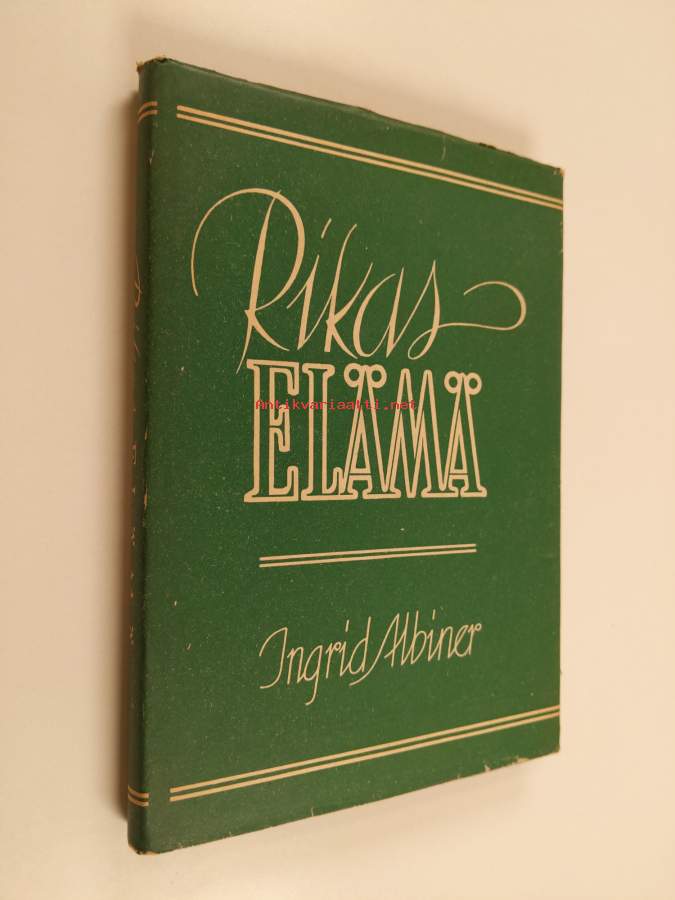 Rikas
ELÄMÄ
Antikvariaatti.net
Ingrid Albiner